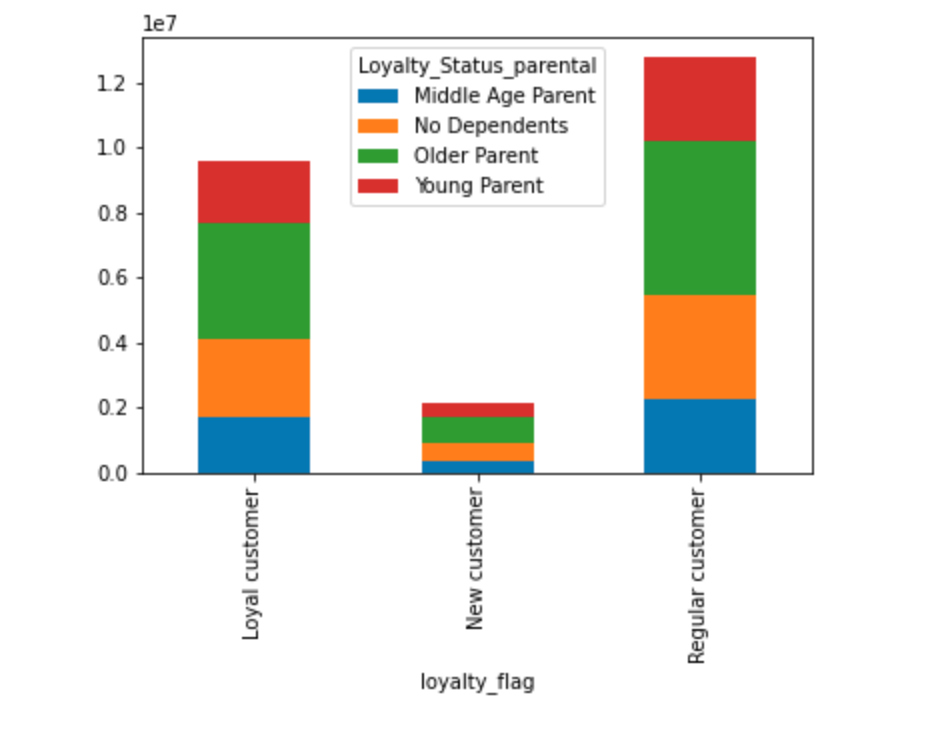 1e7
1.2
1.0
0.8
0.6
0.4
0.2
0.0
Loyalty_Status_parental
Middle Age Parent
No Dependents
Older Parent
Young Parent
Loyal customer
New customer
Regular customer
loyalty_flag